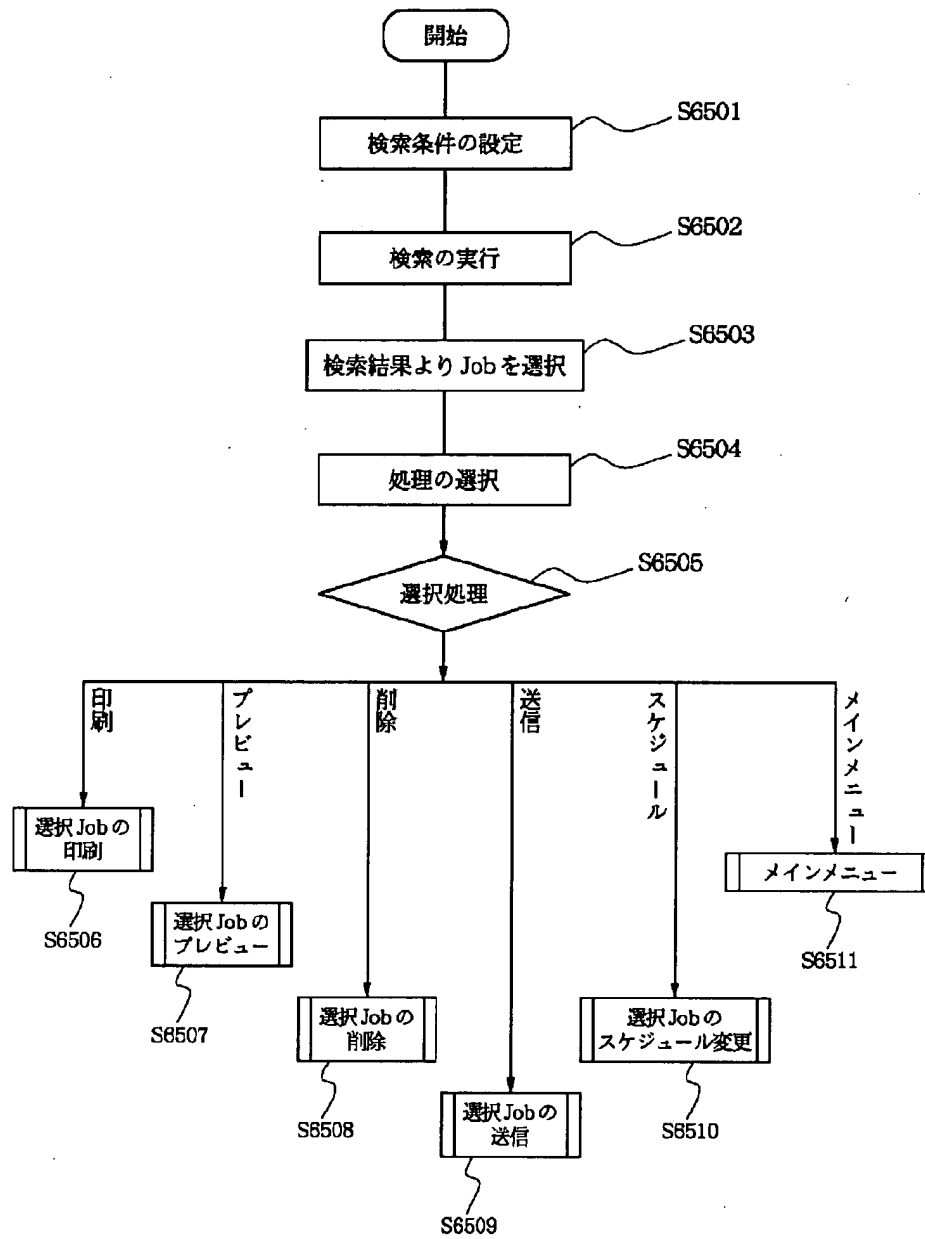 開始
S6501
検索条件の設定
S6502
検索の実行
S6503
検索結果よりJobを選択
S6504
処理の選択
S6505
選択処理
印刷
プレビュー
削除
送信
スケジュール
メインメニュー
選択Jobの
印刷
S6506
選択Jobの
プレビュー
S6507
選択Jobの
削除
S6508
選択Jobの
送信
S6509
選択Jobの
スケジュール変更
S6510
メインメニュー
S6511